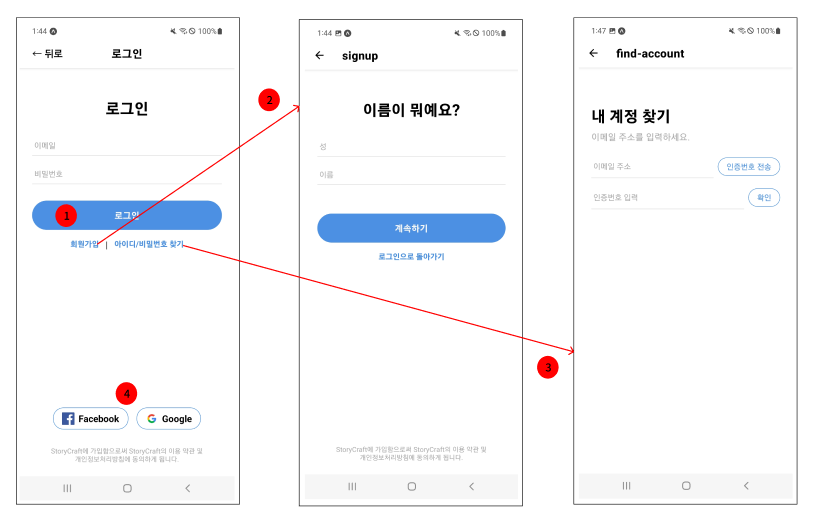 1:44 100%
← 뒤로 로그인
로그인
이메일
비밀번호
1 로그인
회원가입 | 아이디/비밀번호 찾기
4
Facebook Google
StoryCraft에 가입함으로써 StoryCraft의 이용 약관 및
개인정보처리방침에 동의하게 됩니다.
2
1:44 100%
← signup
이름이 뭐예요?
성
이름
계속하기
로그인으로 돌아가기
StoryCraft에 가입함으로써 StoryCraft의 이용 약관 및
개인정보처리방침에 동의하게 됩니다.
3
1:47 100%
← find-account
내 계정 찾기
이메일 주소를 입력하세요.
이메일 주소 인증번호 전송
인증번호 입력 확인